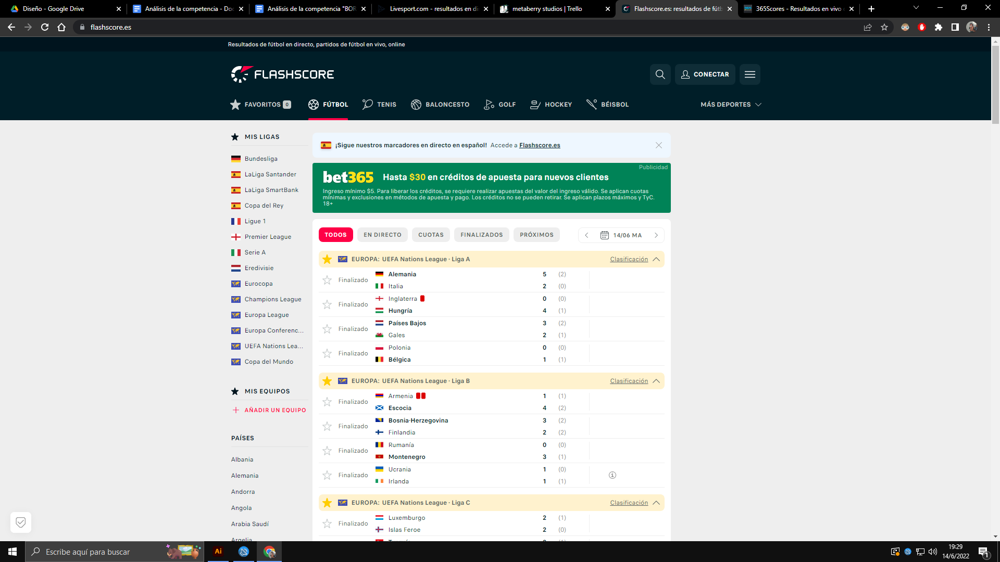 Diseño - Google Drive
Análisis de la competencia - Doc
Análisis de la competencia "BOR
Livesport.com - resultados en di
metaberry studios | Trello
Flashscore.es: resultados de fútb
365Scores - Resultados en vivo
flashscore.es
Resultados de fútbol en directo, partidos de fútbol en vivo, online
FLASHSCORE
CONECTAR
FAVORITOS 0
FÚTBOL
TENIS
BALONCESTO
GOLF
HOCKEY
BÉISBOL
MÁS DEPORTES
MIS LIGAS
Bundesliga
LaLiga Santander
LaLiga SmartBank
Copa del Rey
Ligue 1
Premier League
Serie A
Eredivisie
Eurocopa
Champions League
Europa League
Europa Conferenc...
UEFA Nations Lea...
Copa del Mundo
MIS EQUIPOS
AÑADIR UN EQUIPO
PAÍSES
Albania
Alemania
Andorra
Angola
Arabia Saudí
Argelia
¡Sigue nuestros marcadores en directo en español! Accede a Flashscore.es
Publicidad
bet365 Hasta $30 en créditos de apuesta para nuevos clientes
Ingreso mínimo $5. Para liberar los créditos, se requiere realizar apuestas del valor del ingreso válido. Se aplican cuotas
mínimas y exclusiones en métodos de apuesta y pago. Los créditos no se pueden retirar. Se aplican plazos máximos y TyC.
18+
TODOS
EN DIRECTO
CUOTAS
FINALIZADOS
PRÓXIMOS
14/06 MA
EUROPA: UEFA Nations League - Liga A Clasificación
Finalizado
Alemania 5 (2)
Italia 2 (0)
Finalizado
Inglaterra 0 (0)
Hungría 4 (1)
Finalizado
Países Bajos 3 (2)
Gales 2 (1)
Finalizado
Polonia 0 (0)
Bélgica 1 (1)
EUROPA: UEFA Nations League - Liga B Clasificación
Finalizado
Armenia 1 (1)
Escocia 4 (2)
Finalizado
Bosnia-Herzegovina 3 (2)
Finlandia 2 (2)
Finalizado
Rumanía 0 (0)
Montenegro 3 (1)
Finalizado
Ucrania 1 (0)
Irlanda 1 (1)
EUROPA: UEFA Nations League - Liga C Clasificación
Finalizado
Luxemburgo 2 (1)
Islas Feroe 2 (0)
Escribe aquí para buscar
Ai
19:29
14/6/2022
1